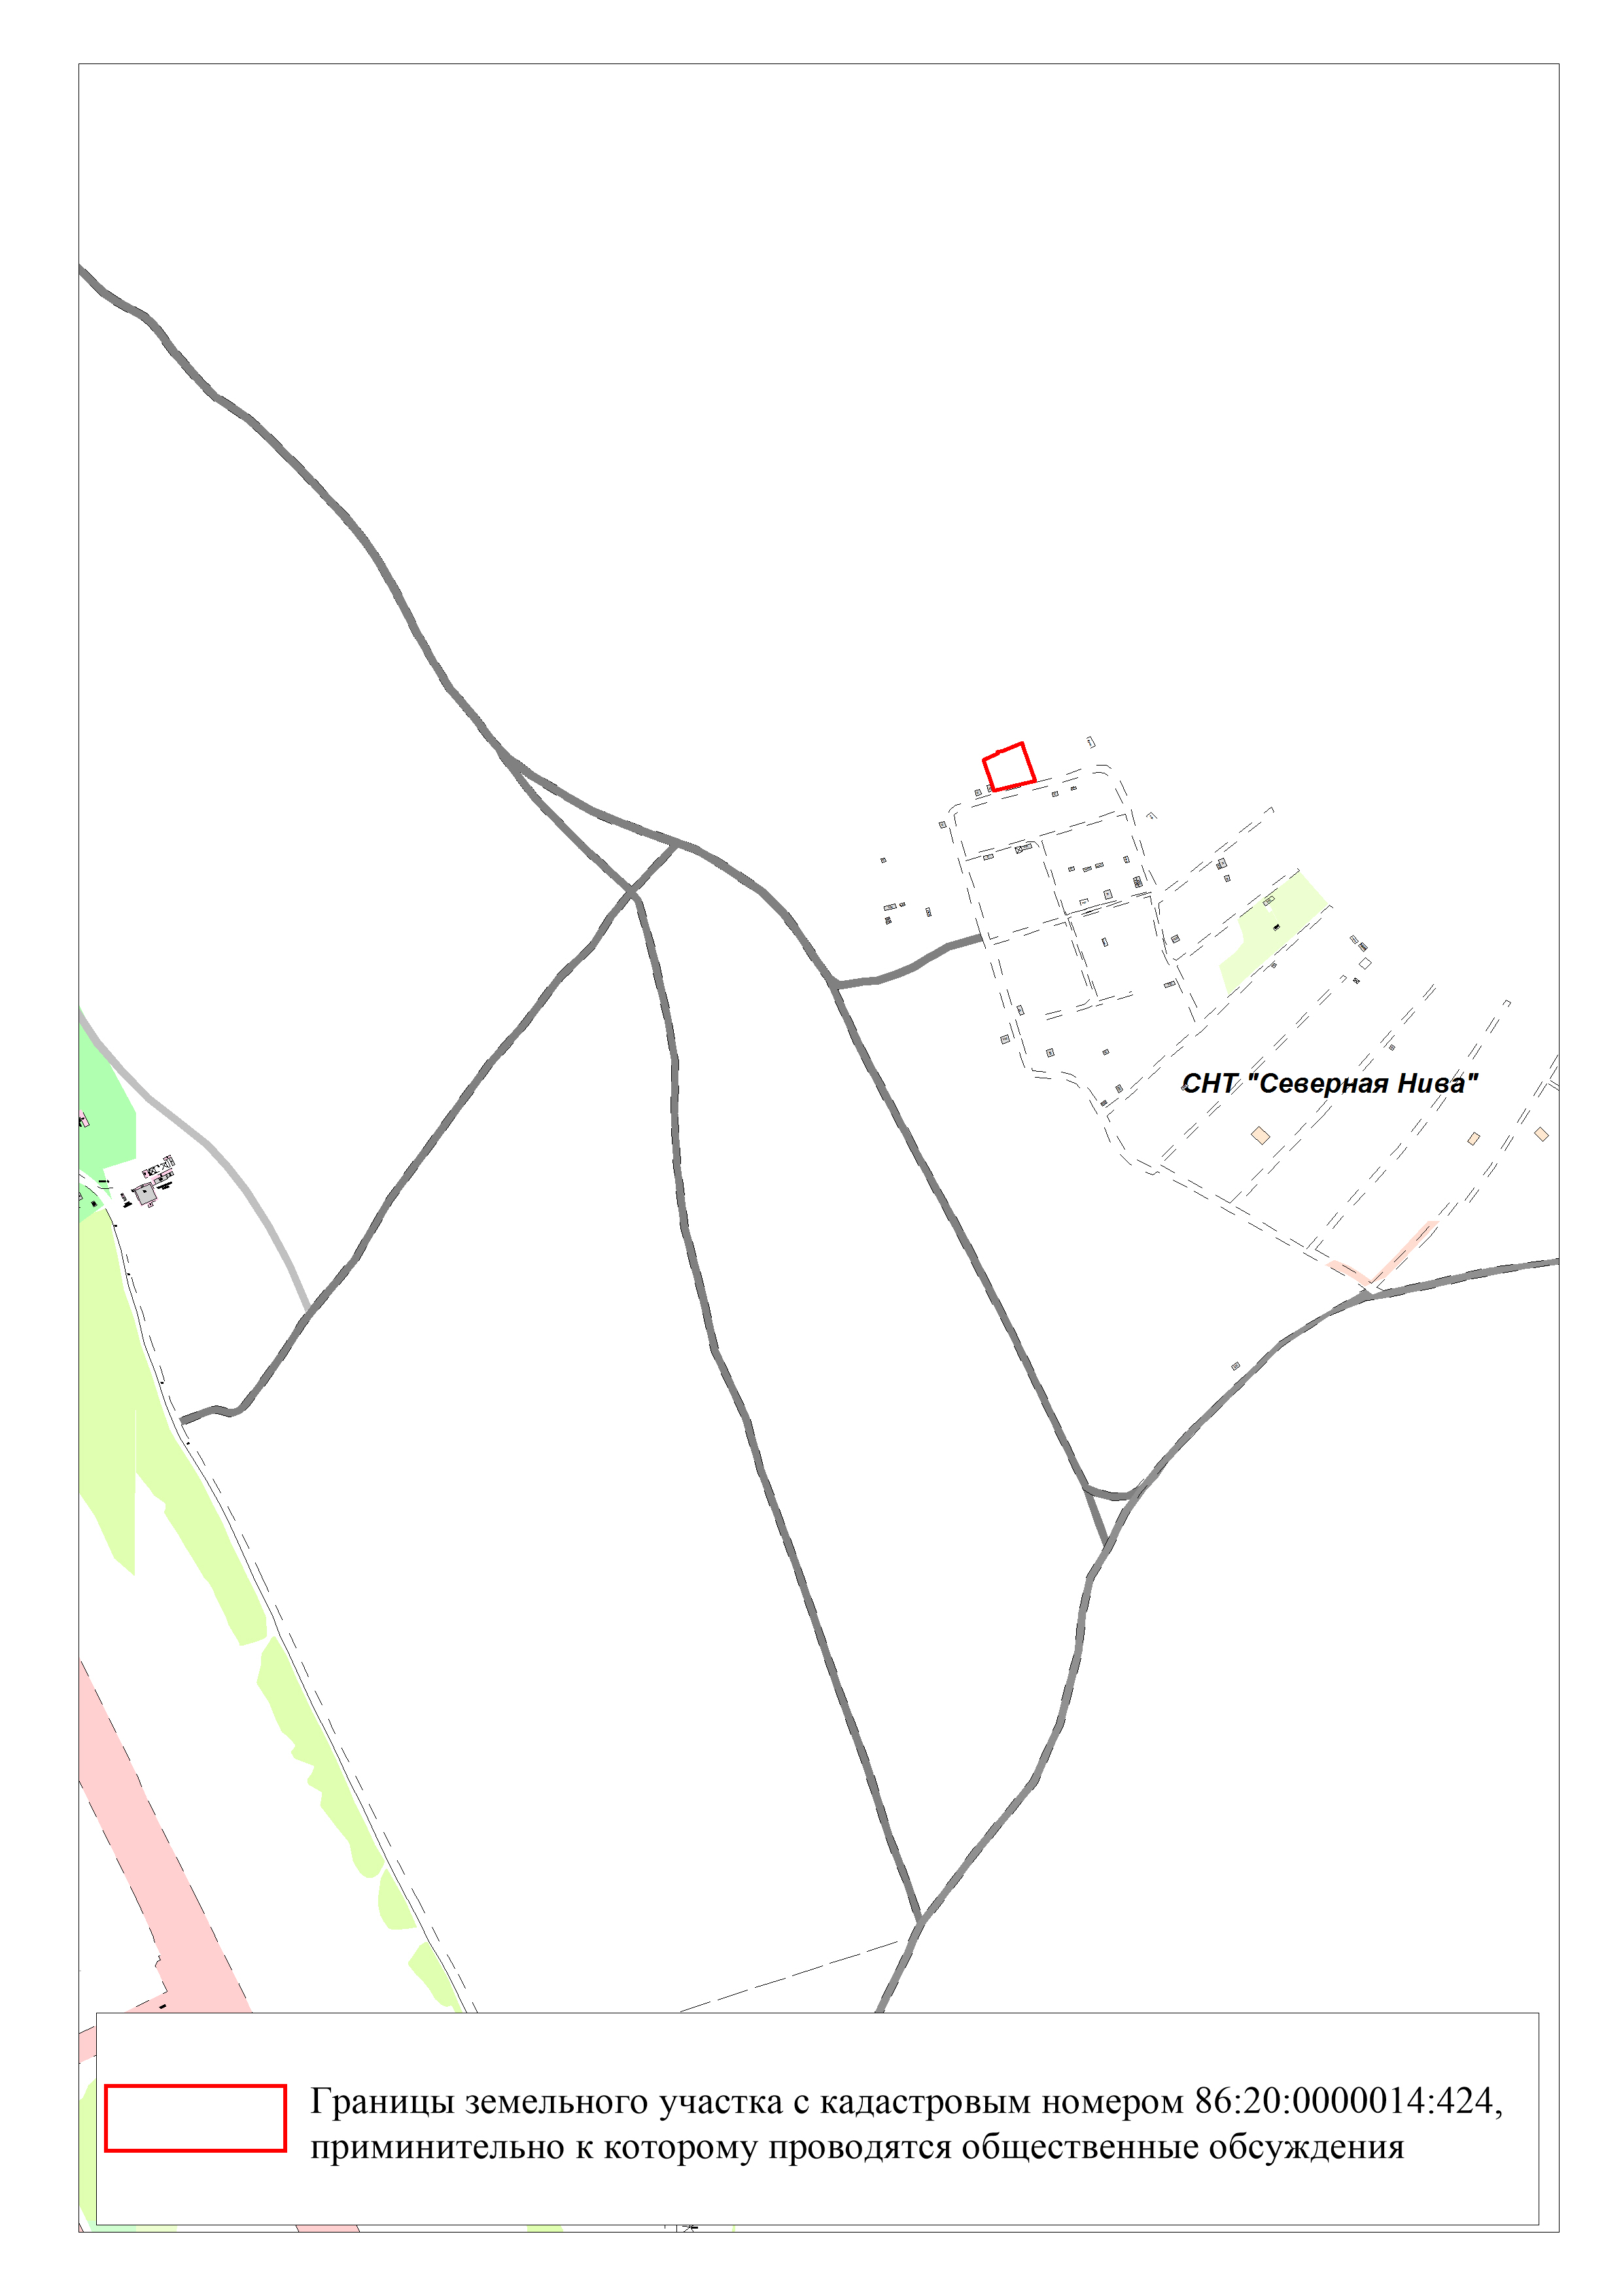 СНТ "Северная Нива"
Границы земельного участка с кадастровым номером 86:20:0000014:424,
приминительно к которому проводятся общественные обсуждения